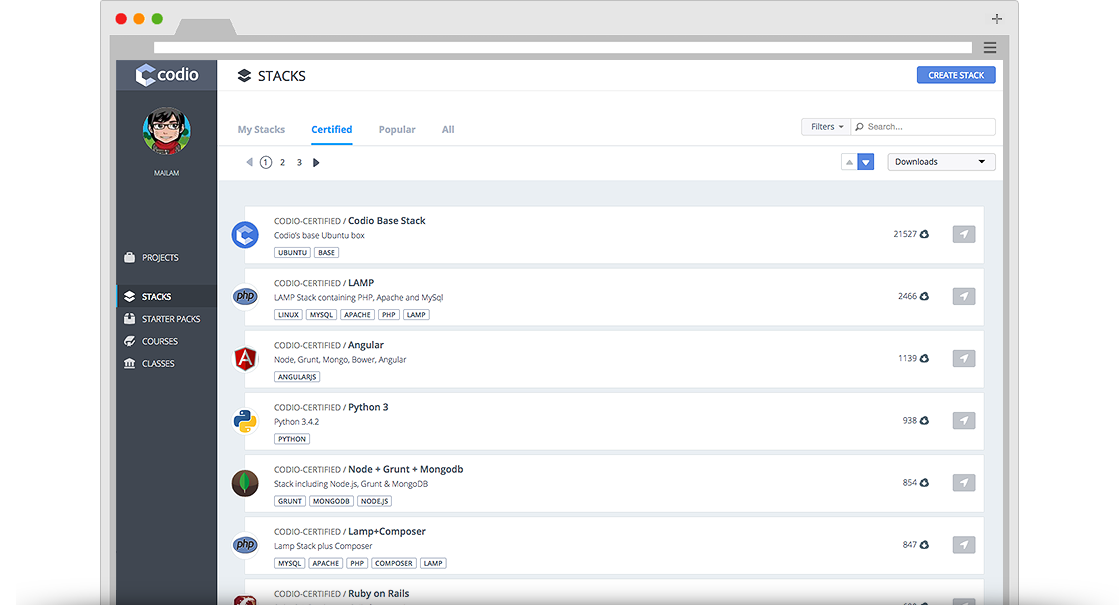 codio
STACKS
CREATE STACK
MAILAM
PROJECTS
STACKS
STARTER PACKS
COURSES
CLASSES
My Stacks Certified Popular All
Filters Search...
1 2 3
Downloads
CODIO-CERTIFIED / Codio Base Stack
Codio's base Ubuntu box
UBUNTU BASE
21527
CODIO-CERTIFIED / LAMP
LAMP Stack containing PHP, Apache and MySql
LINUX MYSQL APACHE PHP LAMP
php
2466
CODIO-CERTIFIED / Angular
Node, Grunt, Mongo, Bower, Angular
ANGULARJS
A
1139
CODIO-CERTIFIED / Python 3
Python 3.4.2
PYTHON
938
CODIO-CERTIFIED / Node + Grunt + Mongodb
Stack including Node.js, Grunt & MongoDB
GRUNT MONGODB NODE.JS
854
CODIO-CERTIFIED / Lamp+Composer
Lamp Stack plus Composer
MYSQL APACHE PHP COMPOSER LAMP
php
847
CODIO-CERTIFIED / Ruby on Rails